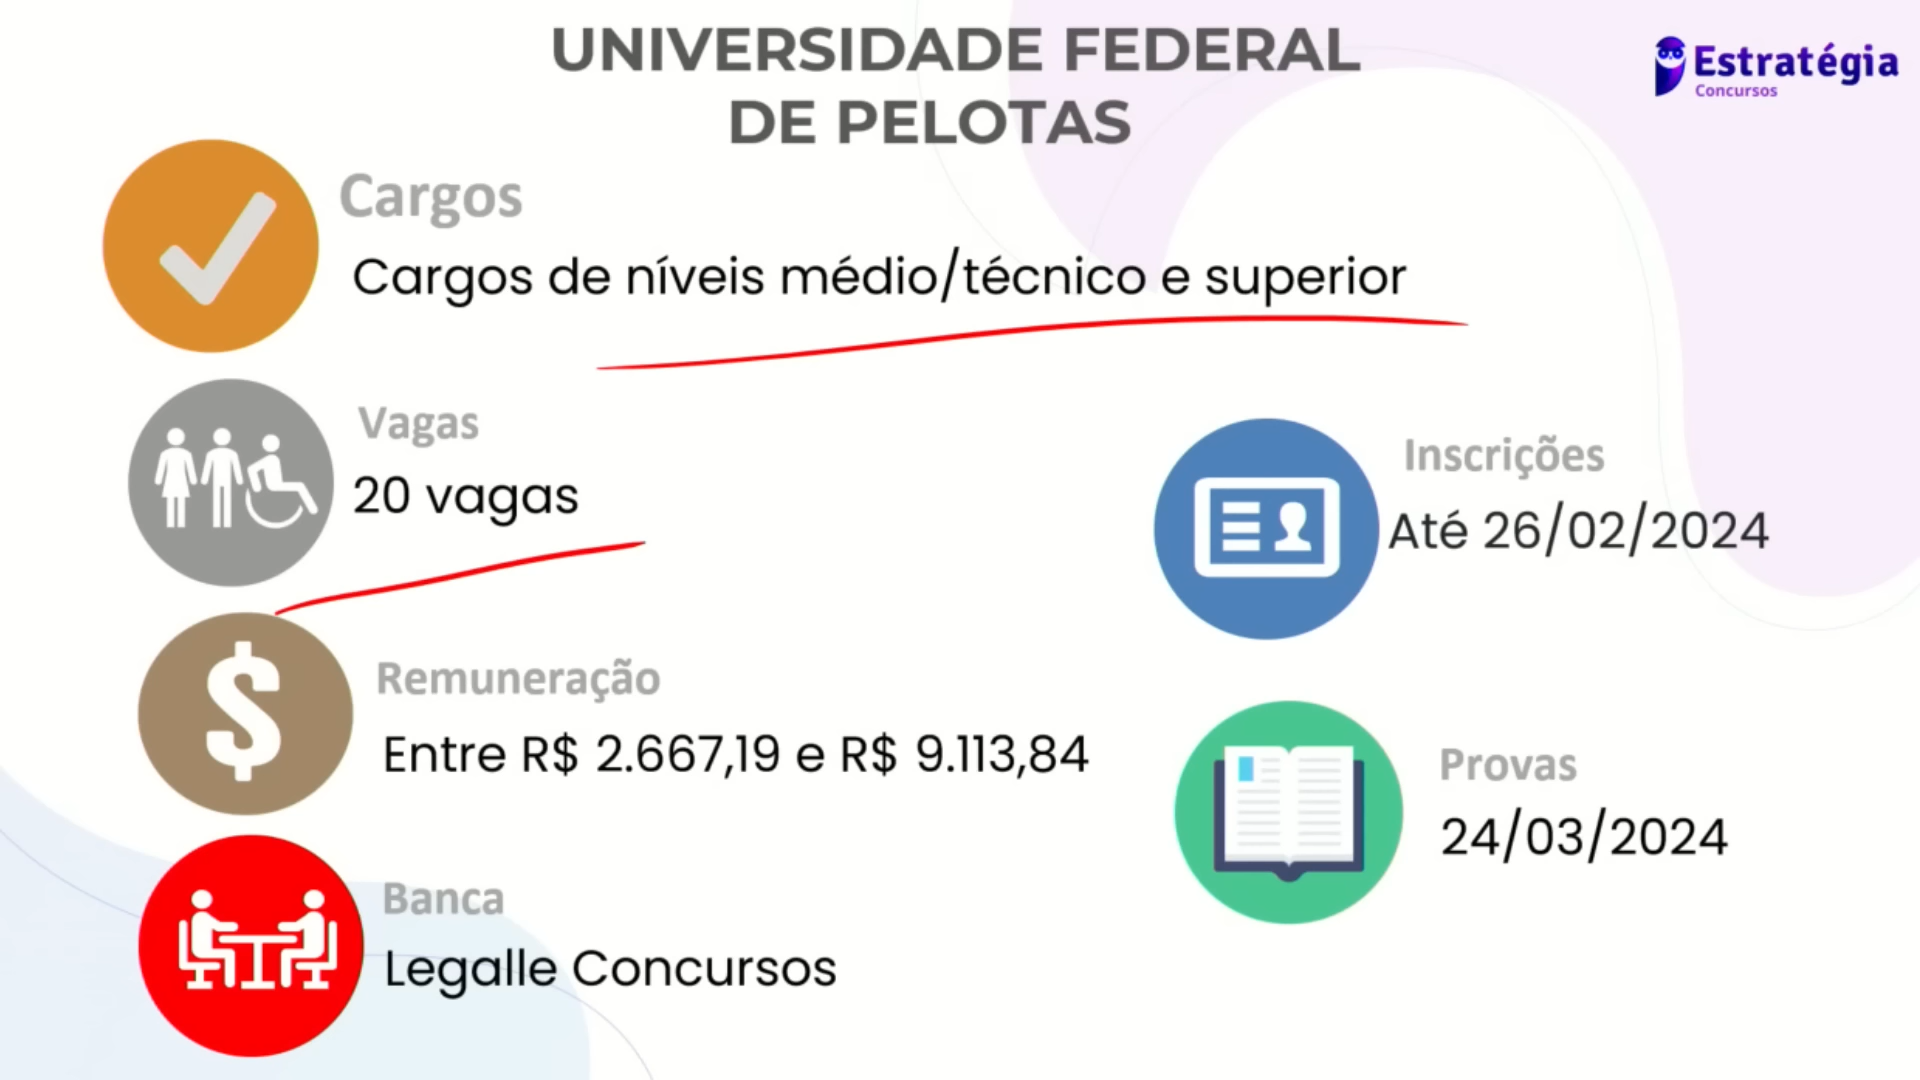 UNIVERSIDADE FEDERAL
DE PELOTAS
Estratégia
Concursos
Cargos
Cargos de níveis médio/técnico e superior
Vagas
20 vagas
Remuneração
Entre R$ 2.667,19 e R$ 9.113,84
Banca
Legalle Concursos
Inscrições
Até 26/02/2024
Provas
24/03/2024